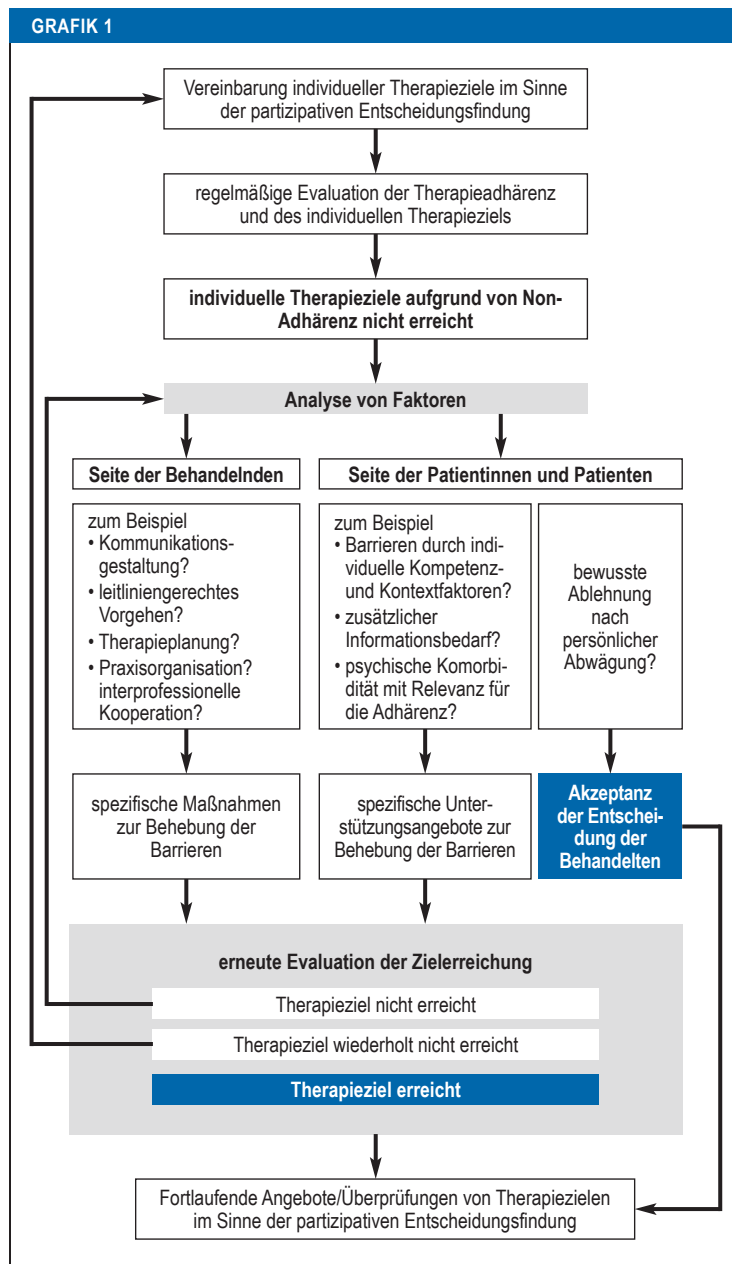 GRAFIK 1
Vereinbarung individueller Therapieziele im Sinne
der partizipativen Entscheidungsfindung
regelmäßige Evaluation der Therapieadhärenz
und des individuellen Therapieziels
individuelle Therapieziele aufgrund von Non-
Adhärenz nicht erreicht
Analyse von Faktoren
Seite der Behandelnden
Seite der Patientinnen und Patienten
zum Beispiel
• Kommunikations-
gestaltung?
• leitliniengerechtes
Vorgehen?
• Therapieplanung?
• Praxisorganisation?
interprofessionelle
Kooperation?
zum Beispiel
• Barrieren durch indi-
viduelle Kompetenz-
und Kontextfaktoren?
• zusätzlicher
Informationsbedarf?
• psychische Komorbi-
dität mit Relevanz für
die Adhärenz?
bewusste
Ablehnung
nach
persönlicher
Abwägung?
spezifische Maßnahmen
zur Behebung der
Barrieren
spezifische Unter-
stützungsangebote zur
Behebung der Barrieren
Akzeptanz
der Entschei-
dung der
Behandelten
erneute Evaluation der Zielerreichung
Therapieziel nicht erreicht
Therapieziel wiederholt nicht erreicht
Therapieziel erreicht
Fortlaufende Angebote/Überprüfungen von Therapiezielen
im Sinne der partizipativen Entscheidungsfindung